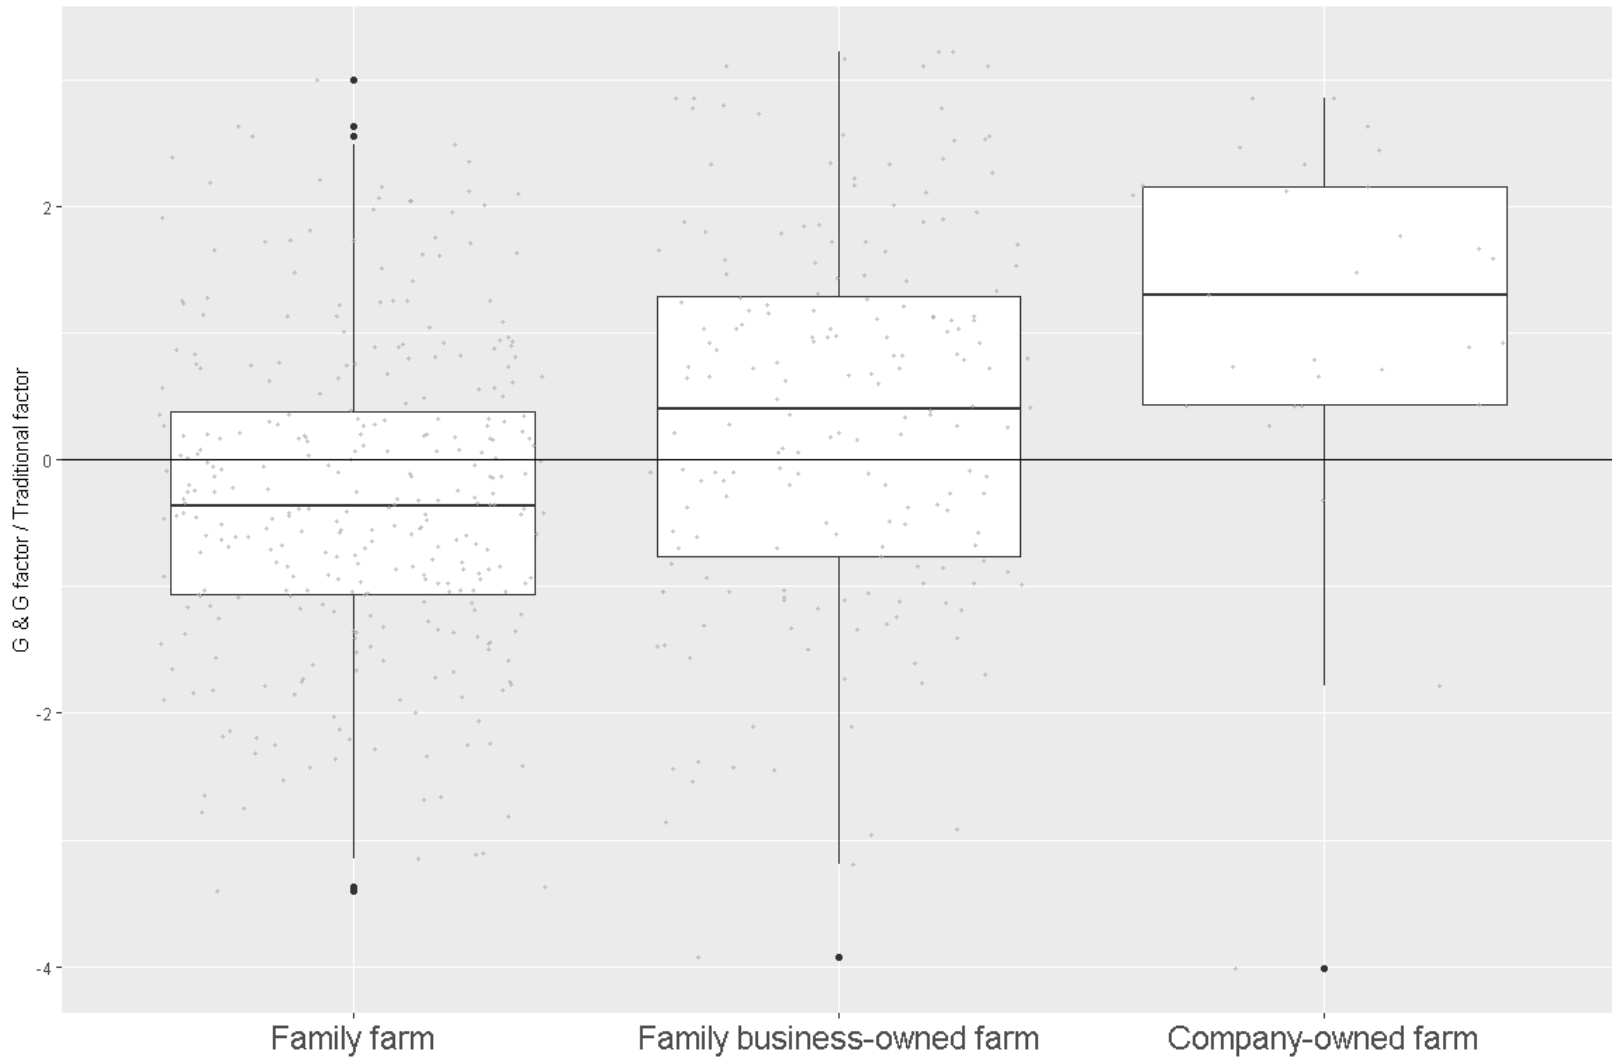 G & G factor / Traditional factor
2
0
-2
-4
Family farm
Family business-owned farm
Company-owned farm